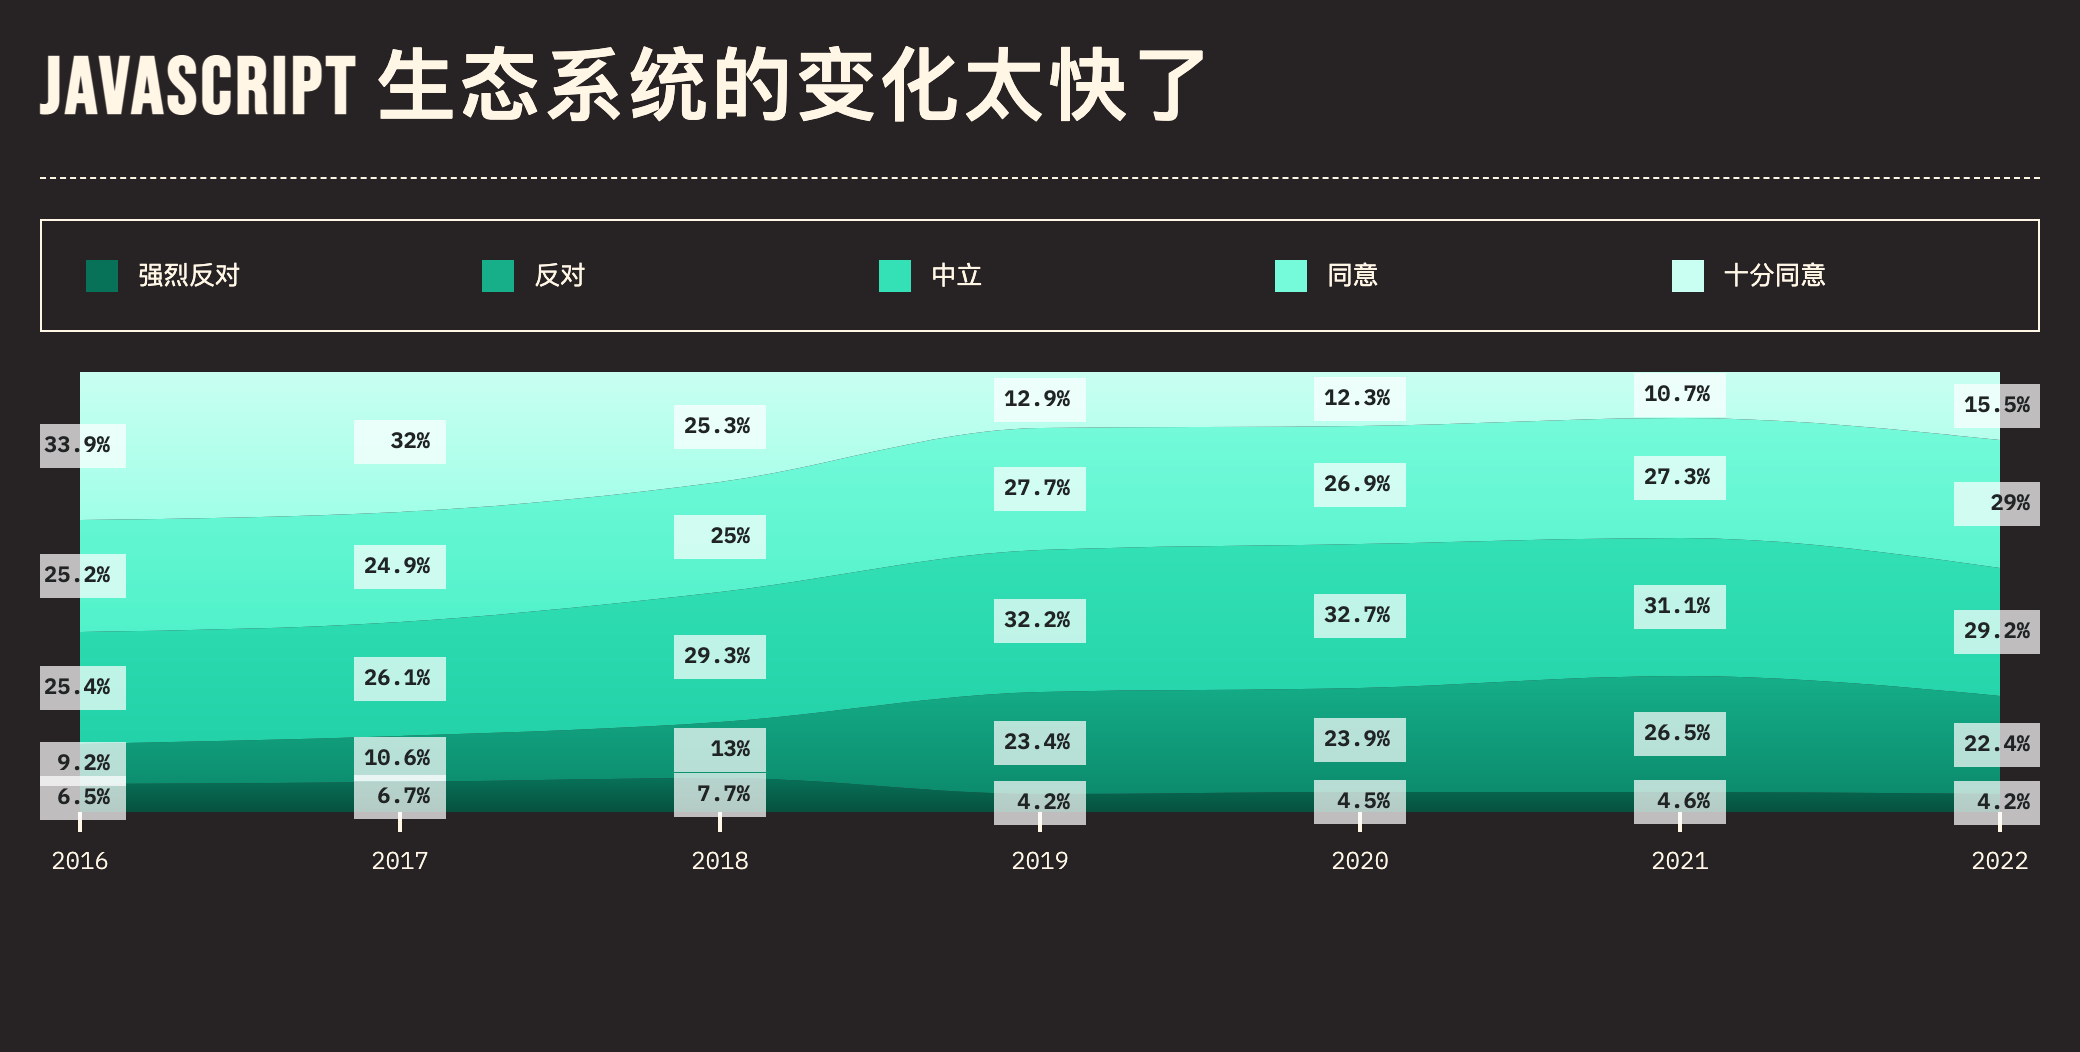 JAVASCRIPT 生态系统的变化太快了
强烈反对 反对 中立 同意 十分同意
12.9% 12.3% 10.7%
33.9% 32% 25.3% 15.5%
27.7% 26.9% 27.3% 29%
25.2% 24.9% 25%
32.2% 32.7% 31.1% 29.2%
25.4% 26.1% 29.3%
9.2% 10.6% 13% 23.4% 23.9% 26.5% 22.4%
6.5% 6.7% 7.7% 4.2% 4.5% 4.6% 4.2%
2016 2017 2018 2019 2020 2021 2022